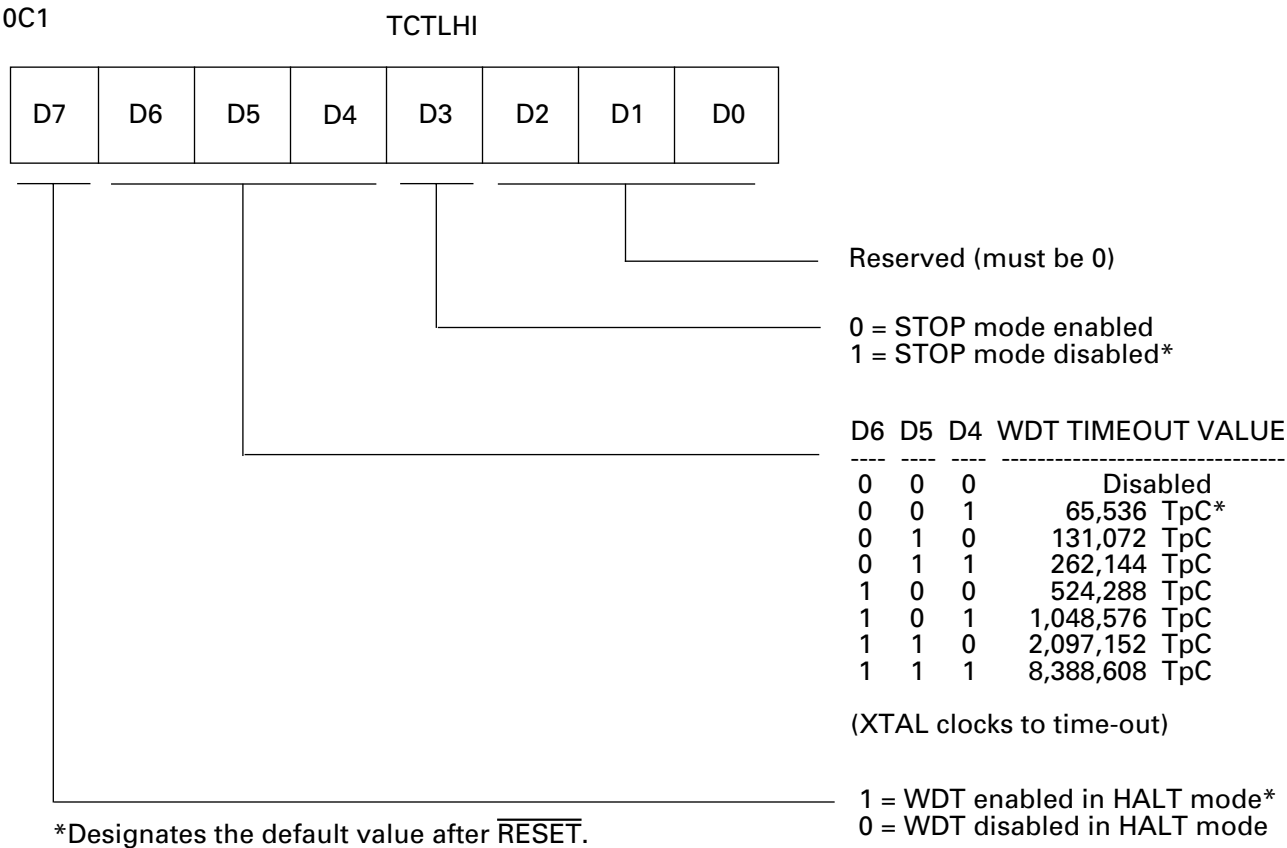 0C1
TCTLHI
D7 D6 D5 D4 D3 D2 D1 D0
Reserved (must be 0)
0 = STOP mode enabled
1 = STOP mode disabled*
D6 D5 D4 WDT TIMEOUT VALUE
---- ---- ---- --------------------------------
0 0 0 Disabled
0 0 1 65,536 TpC*
0 1 0 131,072 TpC
0 1 1 262,144 TpC
1 0 0 524,288 TpC
1 0 1 1,048,576 TpC
1 1 0 2,097,152 TpC
1 1 1 8,388,608 TpC
(XTAL clocks to time-out)
1 = WDT enabled in HALT mode*
0 = WDT disabled in HALT mode
*Designates the default value after RESET.